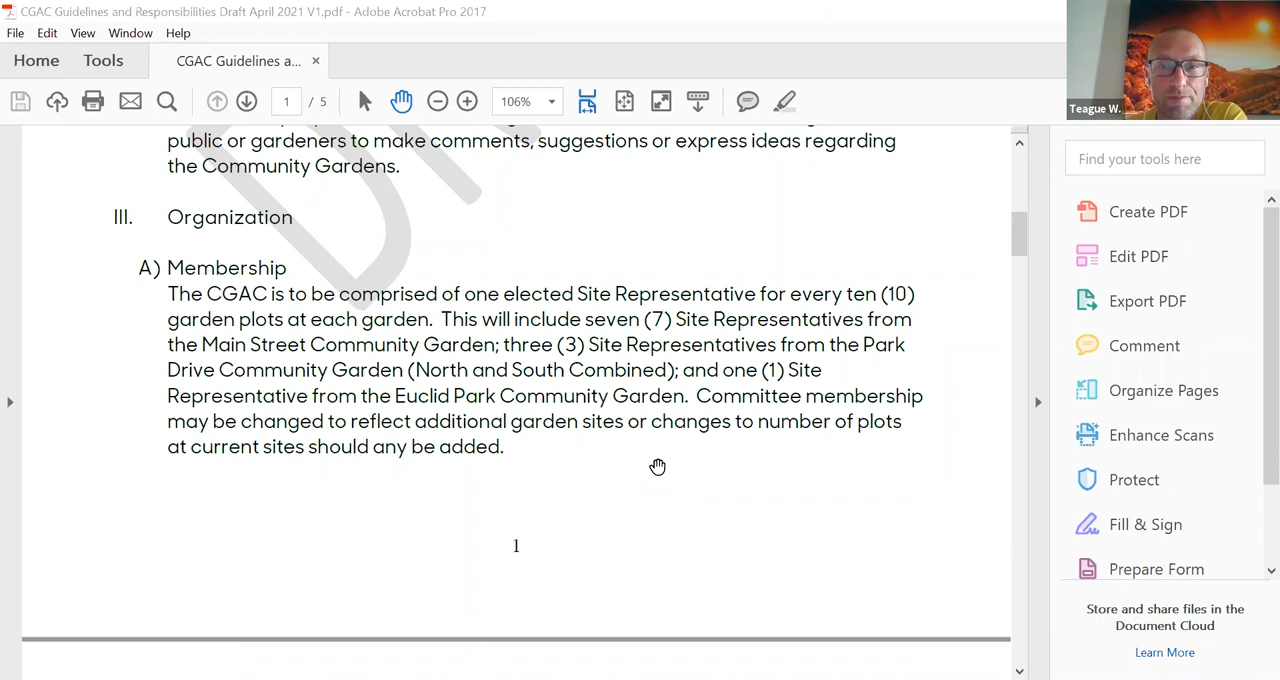 CGAC Guidelines and Responsibilities Draft April 2021 V1.pdf - Adobe Acrobat Pro 2017
File Edit View Window Help
Home Tools CGAC Guidelines a... ×
1 / 5 106%
Teague W.
public or gardeners to make comments, suggestions or express ideas regarding
the Community Gardens.
III. Organization
A) Membership
The CGAC is to be comprised of one elected Site Representative for every ten (10)
garden plots at each garden. This will include seven (7) Site Representatives from
the Main Street Community Garden; three (3) Site Representatives from the Park
Drive Community Garden (North and South Combined); and one (1) Site
Representative from the Euclid Park Community Garden. Committee membership
may be changed to reflect additional garden sites or changes to number of plots
at current sites should any be added.
1
Find your tools here
Create PDF
Edit PDF
Export PDF
Comment
Organize Pages
Enhance Scans
Protect
Fill & Sign
Prepare Form
Store and share files in the
Document Cloud
Learn More